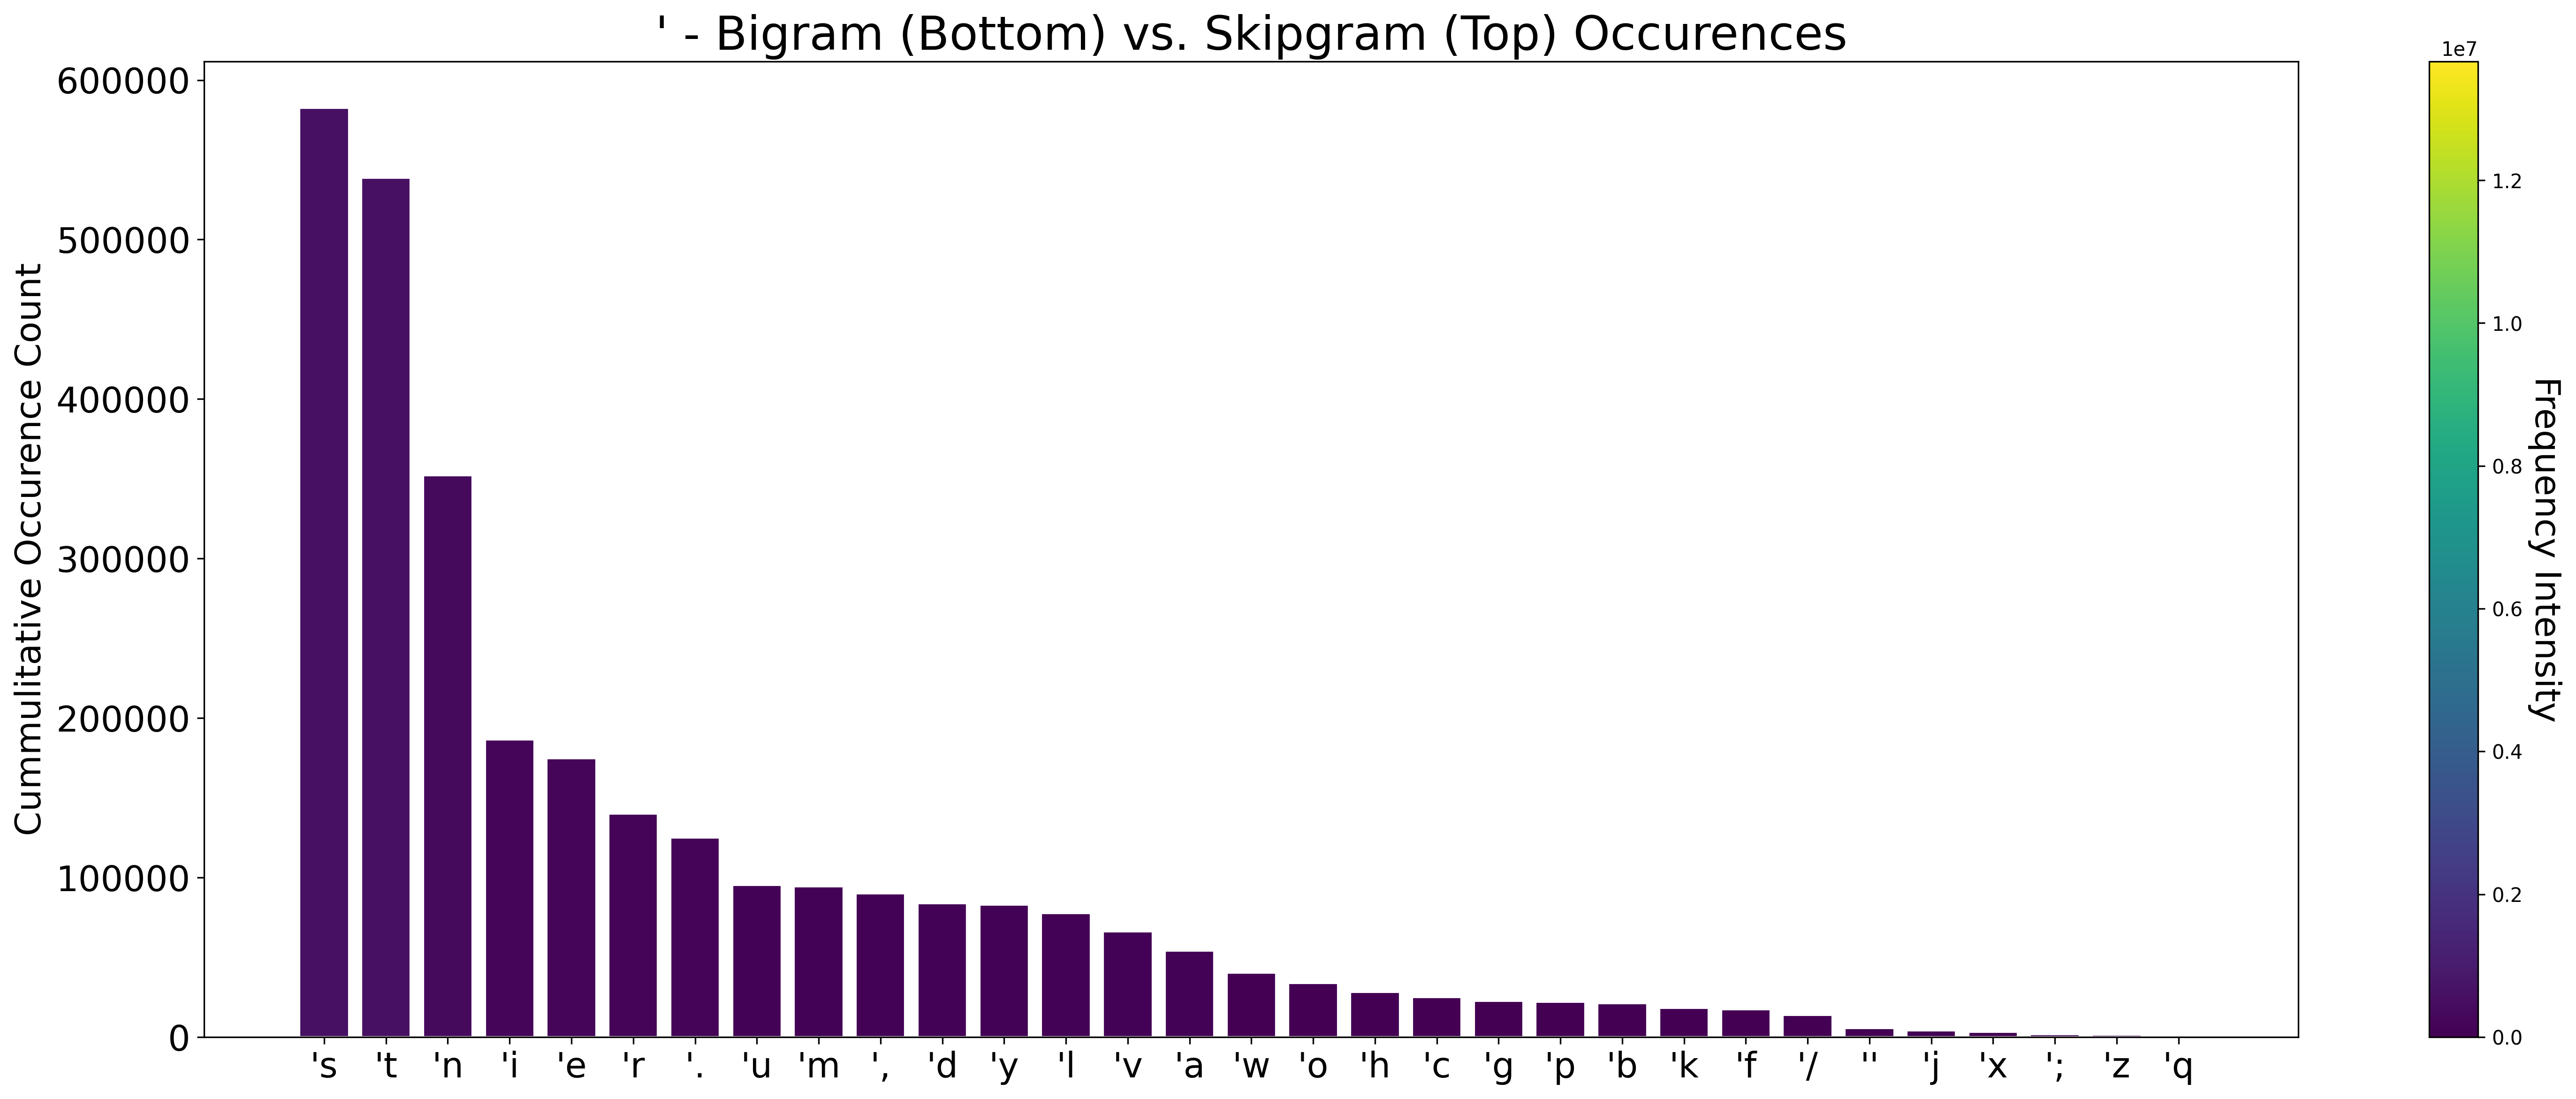 ' - Bigram (Bottom) vs. Skipgram (Top) Occurences
Cummulitative Occurence Count
600000
500000
400000
300000
200000
100000
0
's 't 'n 'i 'e 'r '. 'u 'm ', 'd 'y 'l 'v 'a 'w 'o 'h 'c 'g 'p 'b 'k 'f '/ '' 'j 'x '; 'z 'q
1e7
1.2
1.0
0.8
0.6
0.4
0.2
0.0
Frequency Intensity